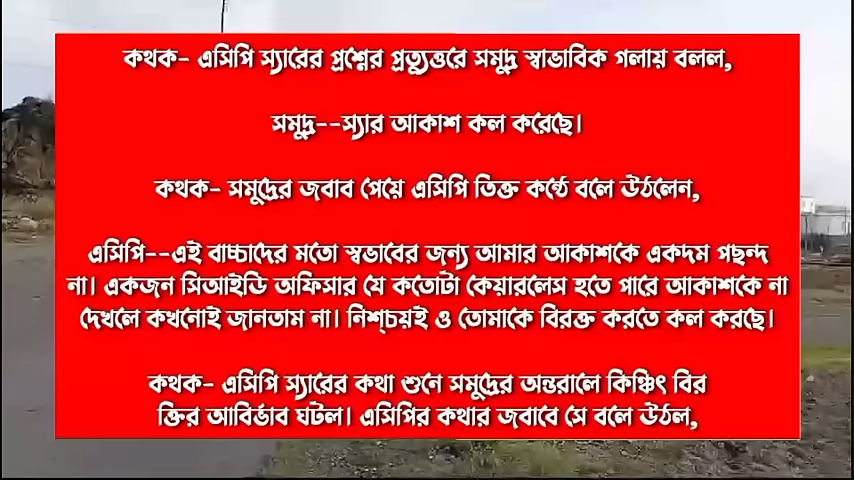 কথক- এসিপি স্যারের প্রশ্নের প্রত্যুত্তরে সমুদ্র স্বাভাবিক গলায় বলল,
সমুদ্র--স্যার আকাশ কল করেছে।
কথক- সমুদ্রের জবাব পেয়ে এসিপি তিক্ত কন্ঠে বলে উঠলেন,
এসিপি--এই বাচ্চাদের মতো স্বভাবের জন্য আমার আকাশকে একদম পছন্দ
না। একজন সিআইডি অফিসার যে কতোটা কেয়ারলেস হতে পারে আকাশকে না
দেখলে কখনোই জানতাম না। নিশ্চয়ই ও তোমাকে বিরক্ত করতে কল করছে।
কথক- এসিপি স্যারের কথা শুনে সমুদ্রের অন্তরালে কিঞ্চিৎ বির
ক্তির আবির্ভাব ঘটল। এসিপির কথার জবাবে সে বলে উঠল,